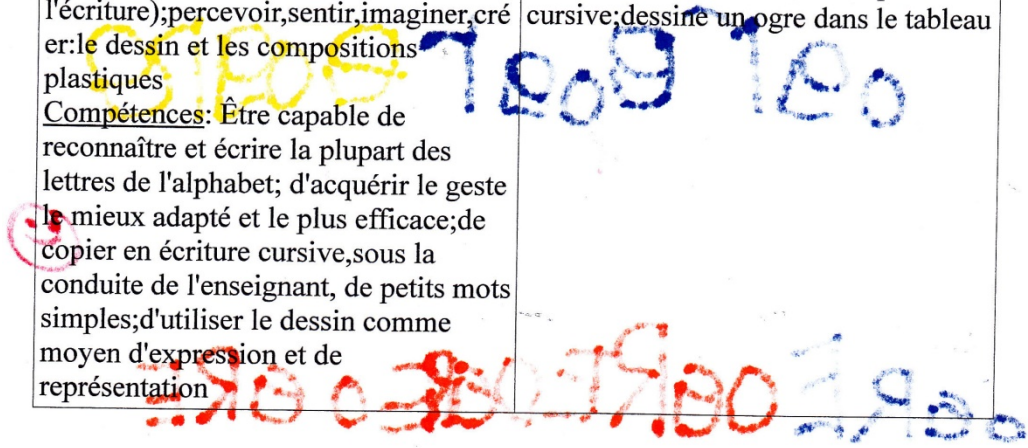 l'écriture);percevoir,sentir,imaginer,cré
er:le dessin et les compositions
plastiques
Compétences: Être capable de
reconnaître et écrire la plupart des
lettres de l'alphabet; d'acquérir le geste
le mieux adapté et le plus efficace;de
copier en écriture cursive,sous la
conduite de l'enseignant, de petits mots
simples;d'utiliser le dessin comme
moyen d'expression et de
représentation
cursive;dessine un ogre dans le tableau